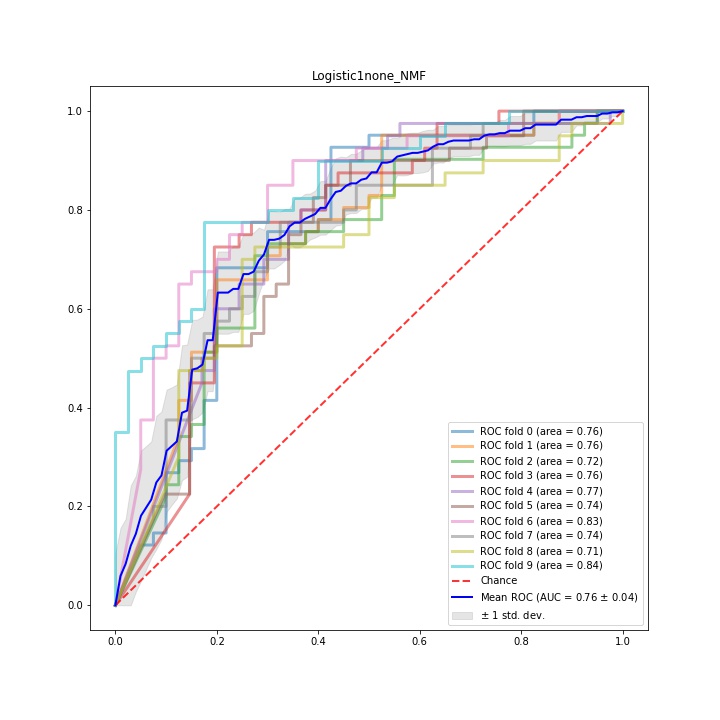 Logistic1none_NMF
1.0
0.8
0.6
0.4
0.2
0.0
0.0 0.2 0.4 0.6 0.8 1.0
ROC fold 0 (area = 0.76)
ROC fold 1 (area = 0.76)
ROC fold 2 (area = 0.72)
ROC fold 3 (area = 0.76)
ROC fold 4 (area = 0.77)
ROC fold 5 (area = 0.74)
ROC fold 6 (area = 0.83)
ROC fold 7 (area = 0.74)
ROC fold 8 (area = 0.71)
ROC fold 9 (area = 0.84)
Chance
Mean ROC (AUC = 0.76 ± 0.04)
± 1 std. dev.